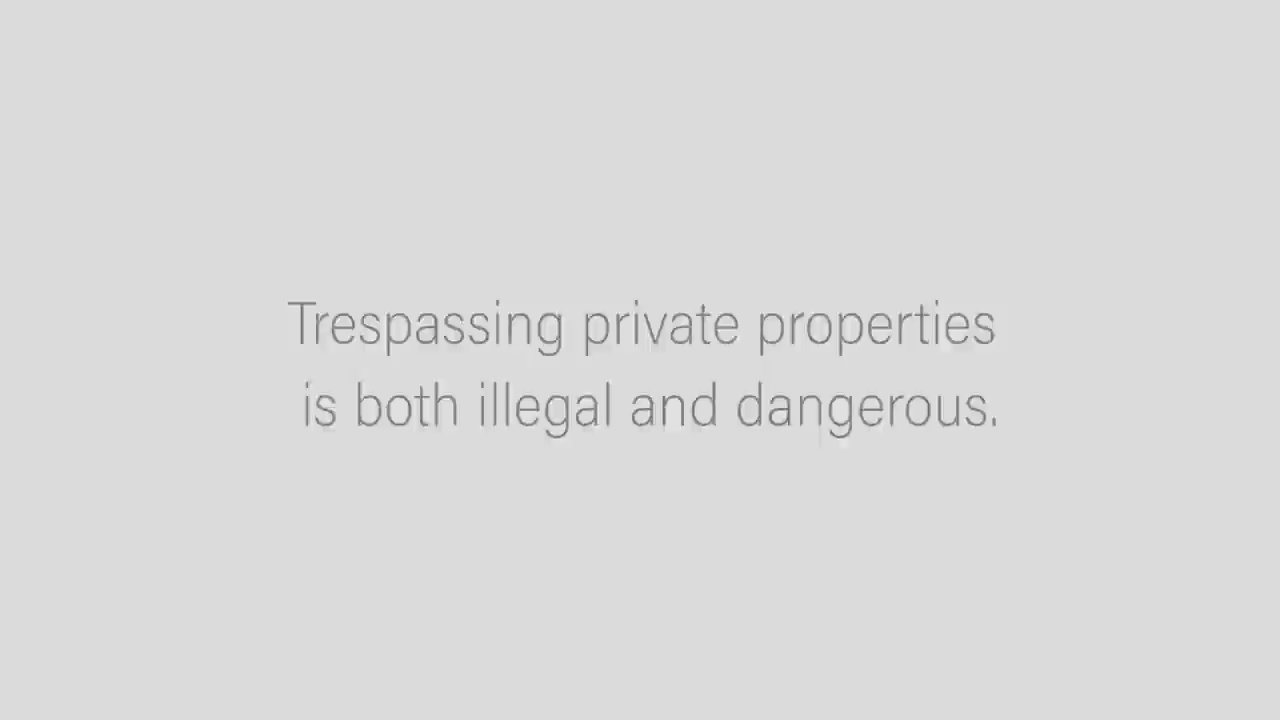 Trespassing private properties
is both illegal and dangerous.